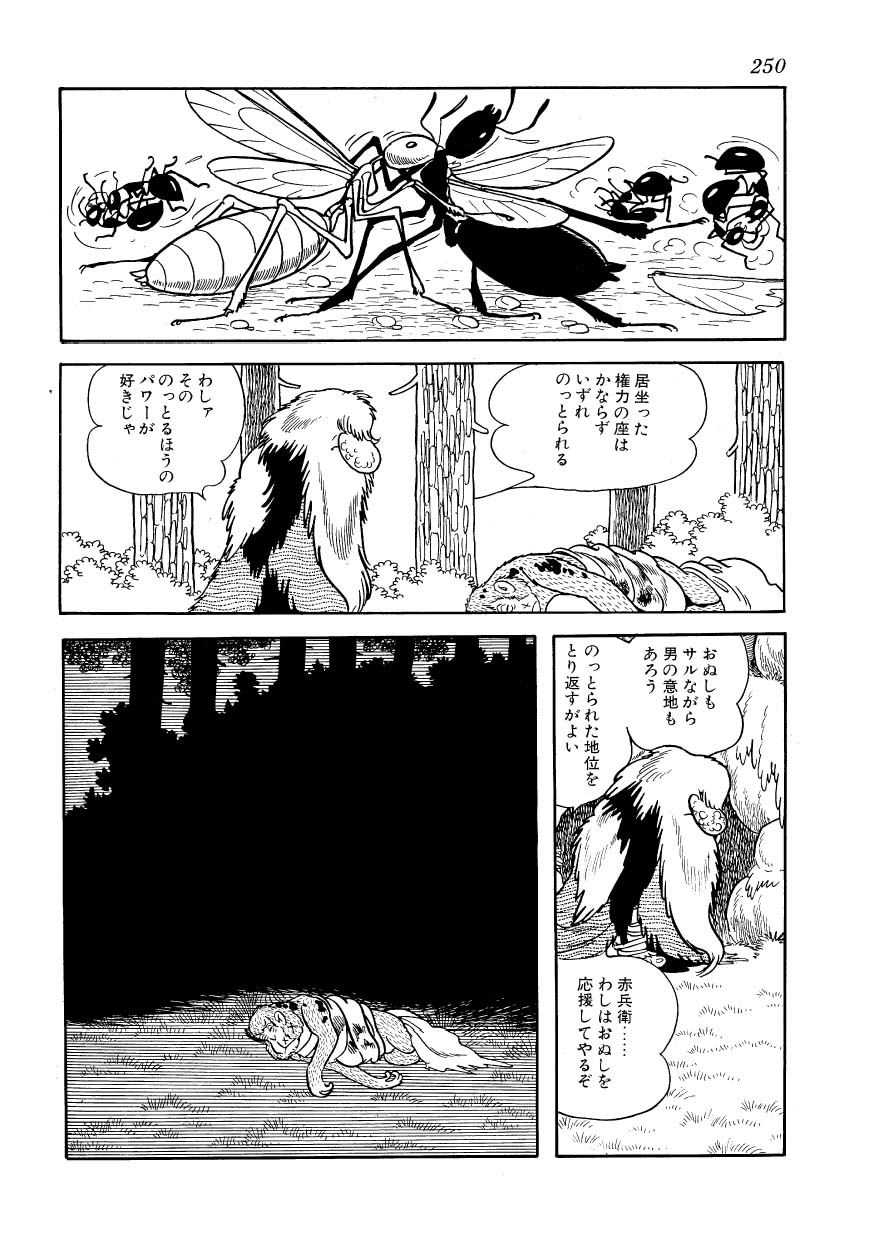 250
居坐った
権力の座は
かならず
いずれ
のっとられる
わしァ
その
のっとるほうの
パワーが
好きじゃ
おぬしも
サルながら
男の意地も
あろう
のっとられた地位を
とり返すがよい
赤兵衛……
わしはおぬしを
応援してやるぞ